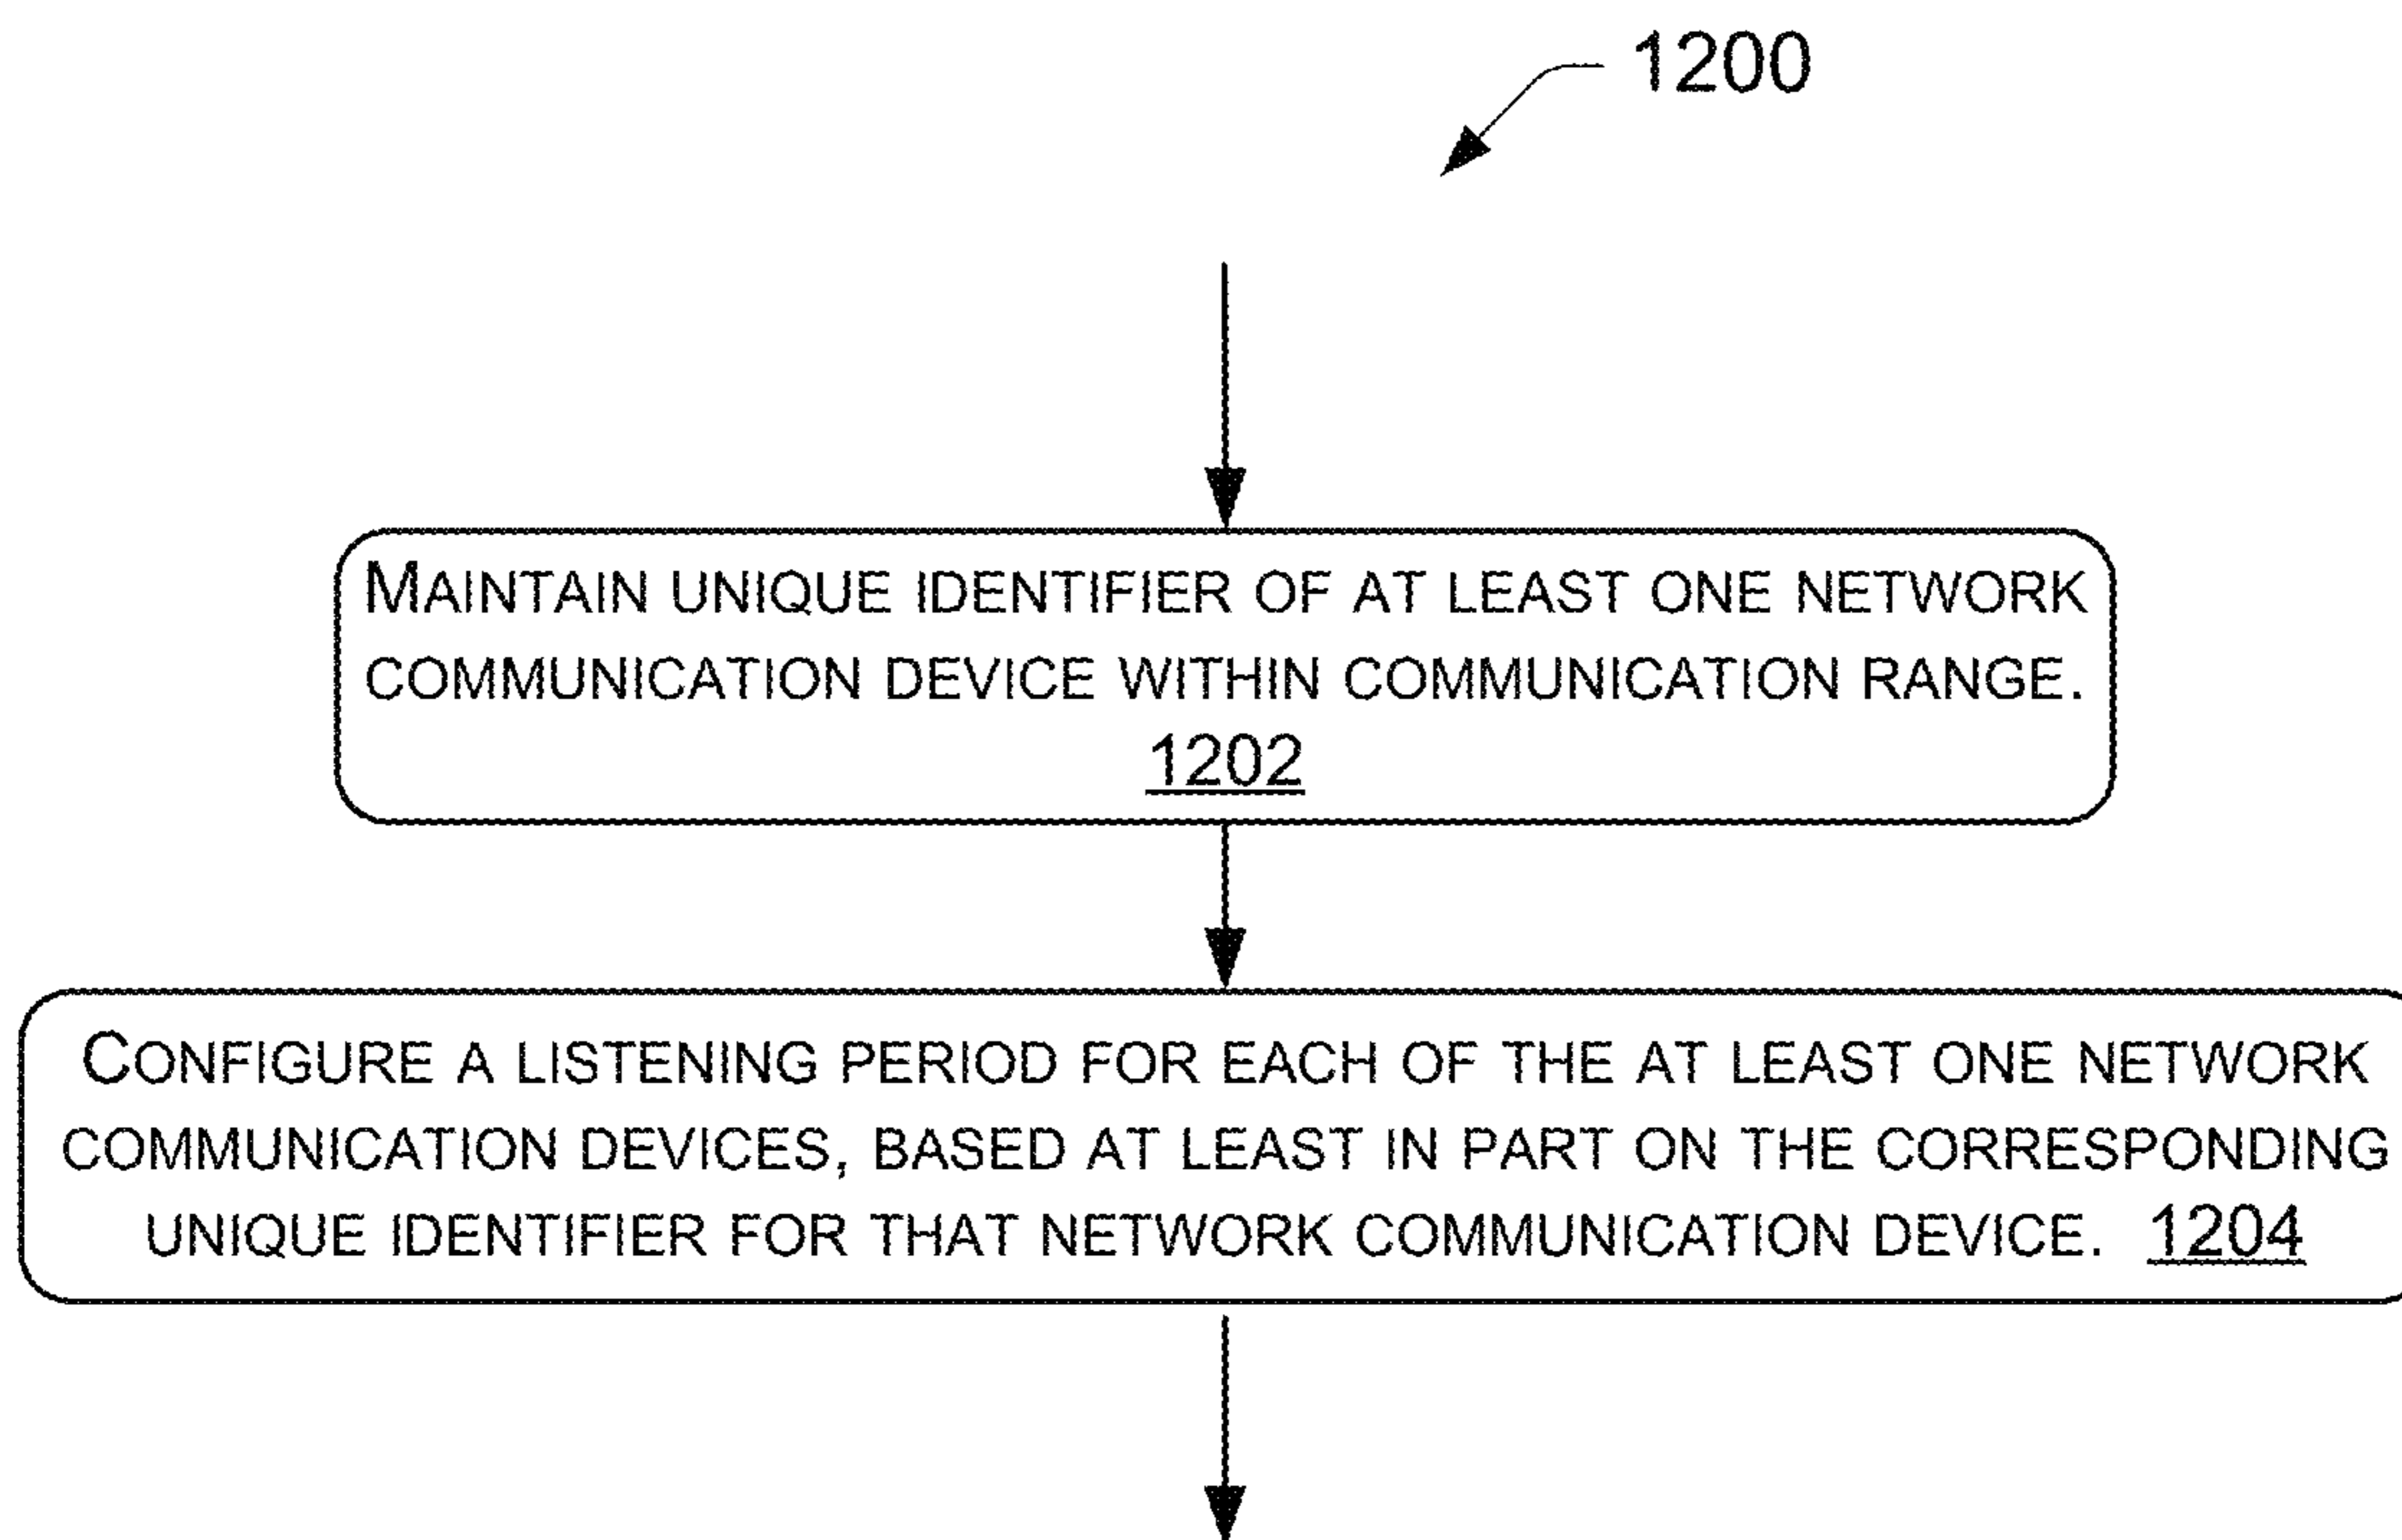 1200
MAINTAIN UNIQUE IDENTIFIER OF AT LEAST ONE NETWORK
COMMUNICATION DEVICE WITHIN COMMUNICATION RANGE.
1202
CONFIGURE A LISTENING PERIOD FOR EACH OF THE AT LEAST ONE NETWORK
COMMUNICATION DEVICES, BASED AT LEAST IN PART ON THE CORRESPONDING
UNIQUE IDENTIFIER FOR THAT NETWORK COMMUNICATION DEVICE. 1204